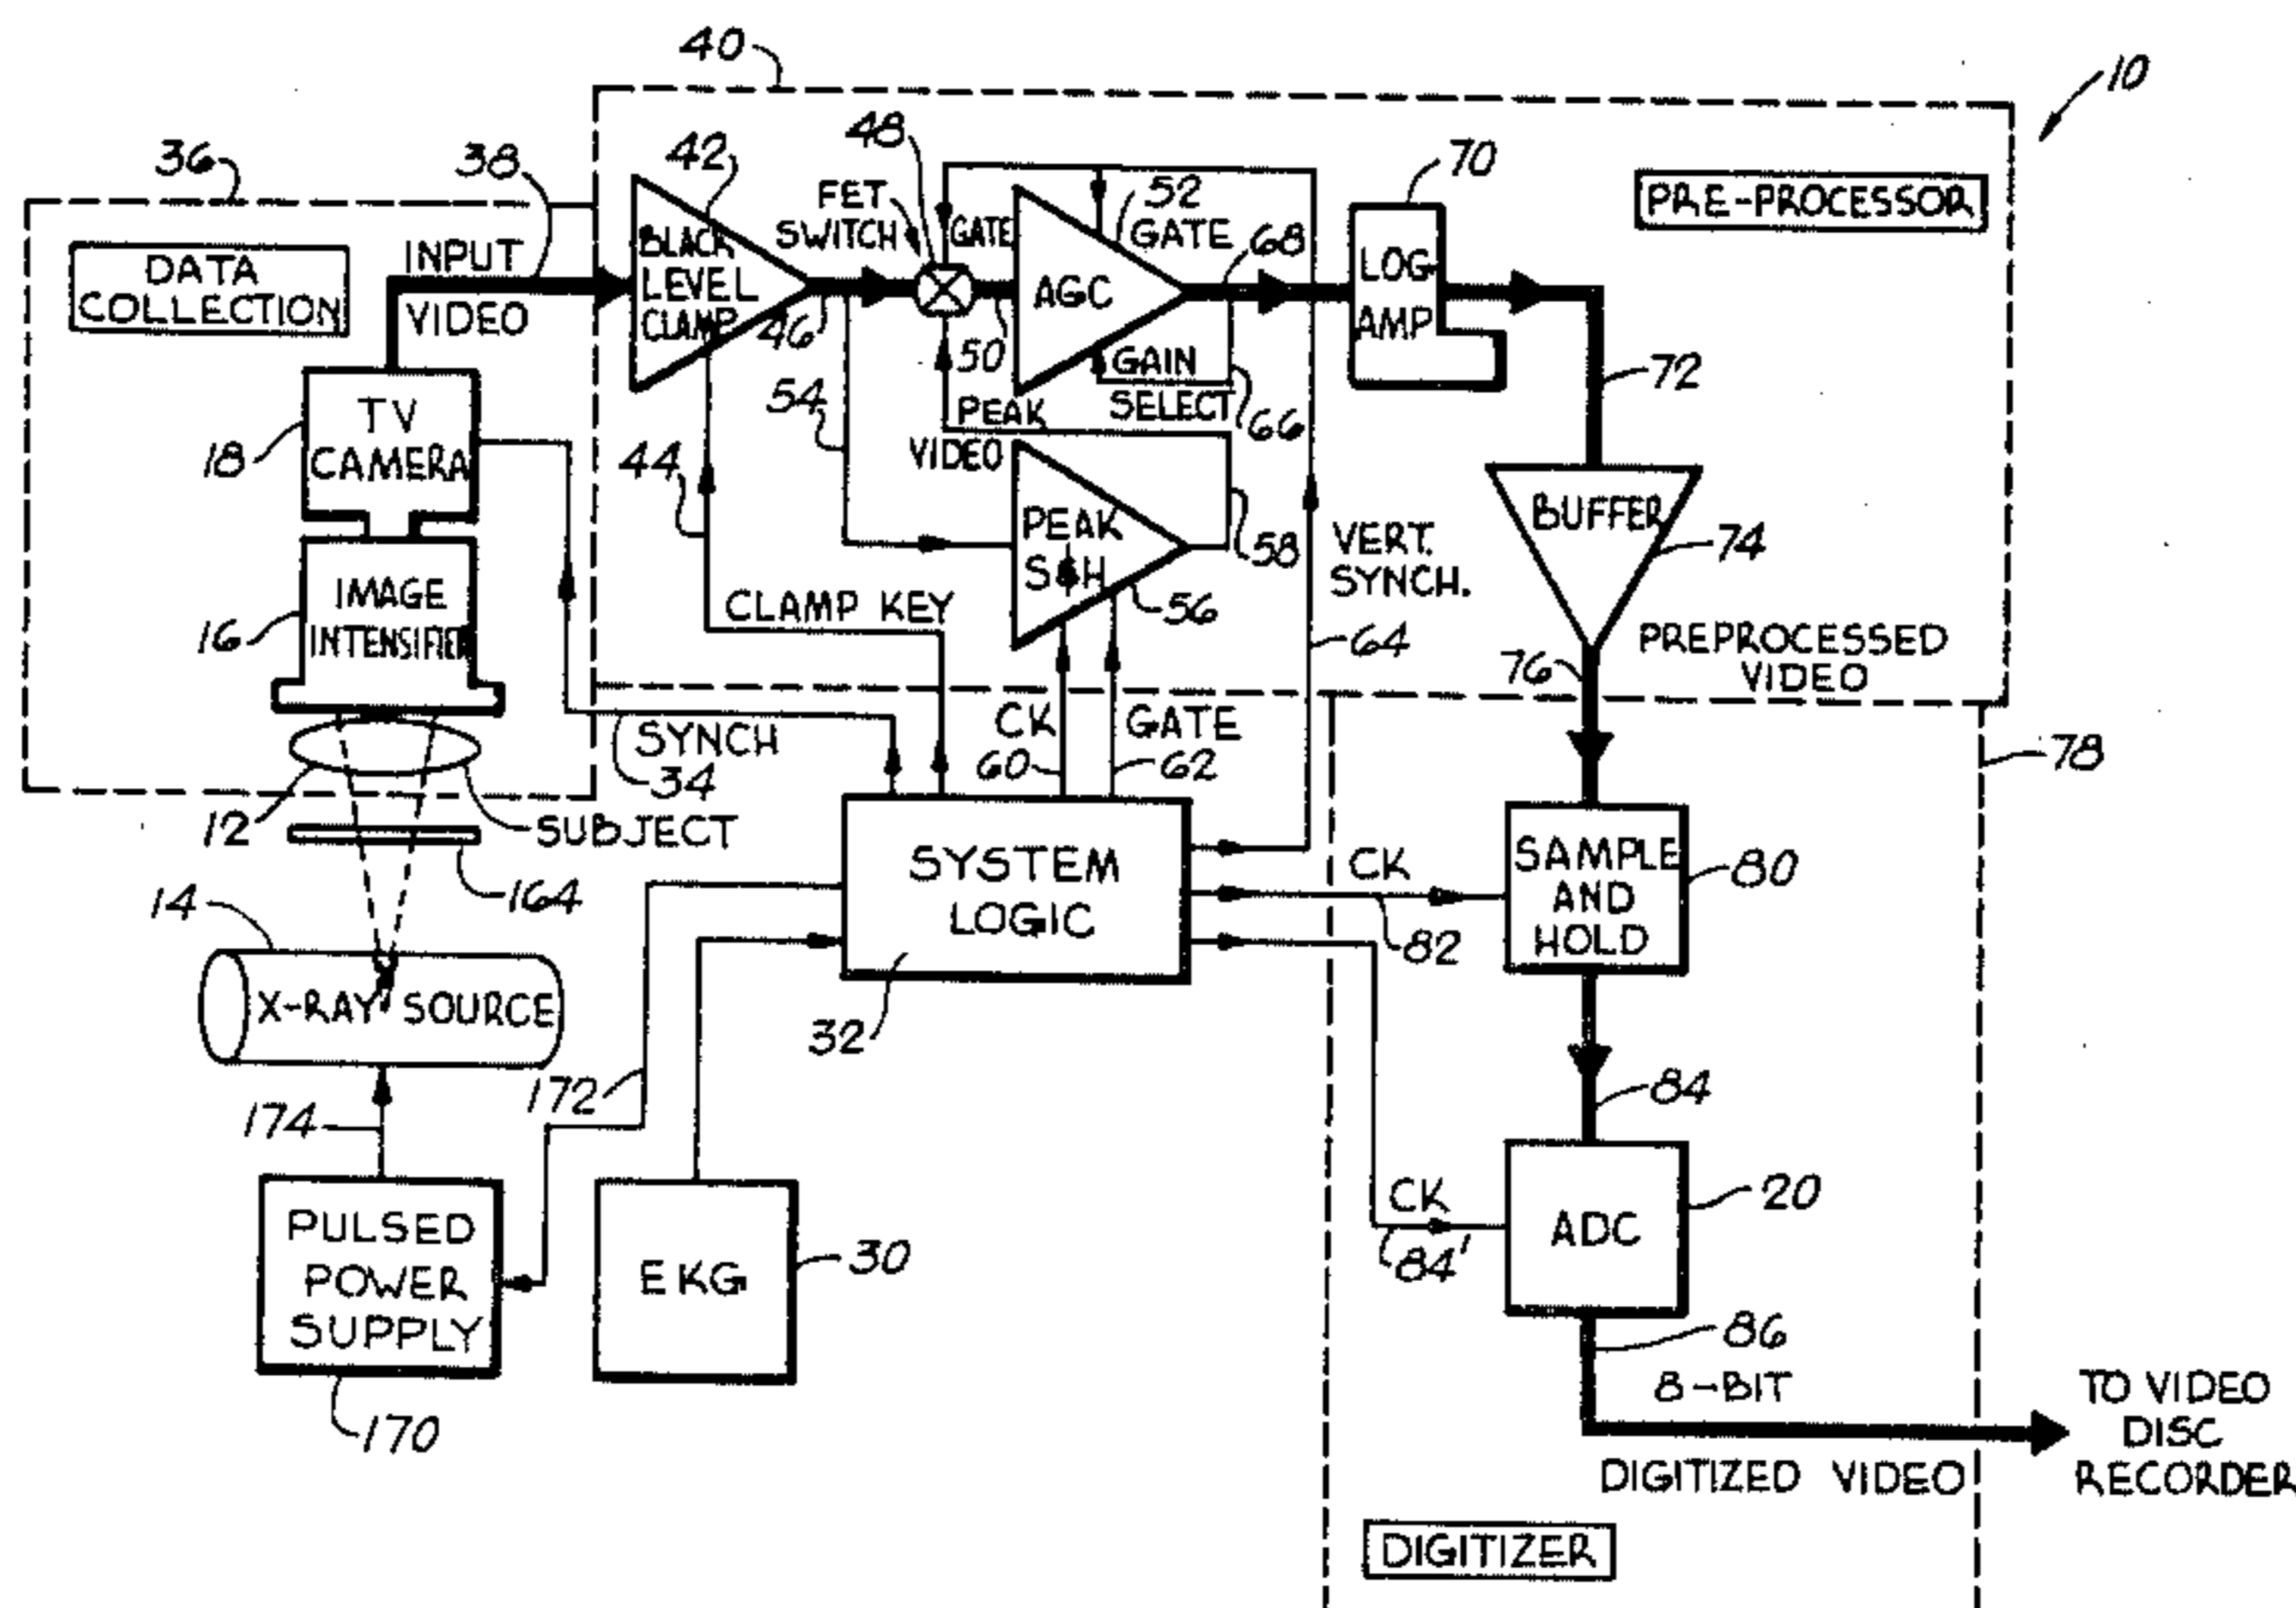 40
10
36
38
42
48
FET
SWITCH
GATE
52
GATE
68
70
PRE-PROCESSOR
DATA
COLLECTION
INPUT
VIDEO
BLACK
LEVEL
CLAMP
46
50
AGC
GAIN
SELECT
66
LOG
AMP
72
TV
CAMERA
18
54
44
PEAK
VIDEO
PEAK
S & H
58
56
BUFFER
74
VERT.
SYNCH.
64
IMAGE
INTENSIFIER
16
CLAMP KEY
76
PREPROCESSED
VIDEO
SYNCH
34
CK
60
GATE
62
78
12
SUBJECT
164
SYSTEM
LOGIC
32
CK
82
SAMPLE
AND
HOLD
80
14
X-RAY SOURCE
172
174
84
PULSED
POWER
SUPPLY
170
EKG
30
CK
84'
ADC
20
86
8-BIT
DIGITIZED VIDEO
TO VIDEO
DISC
RECORDER
DIGITIZER